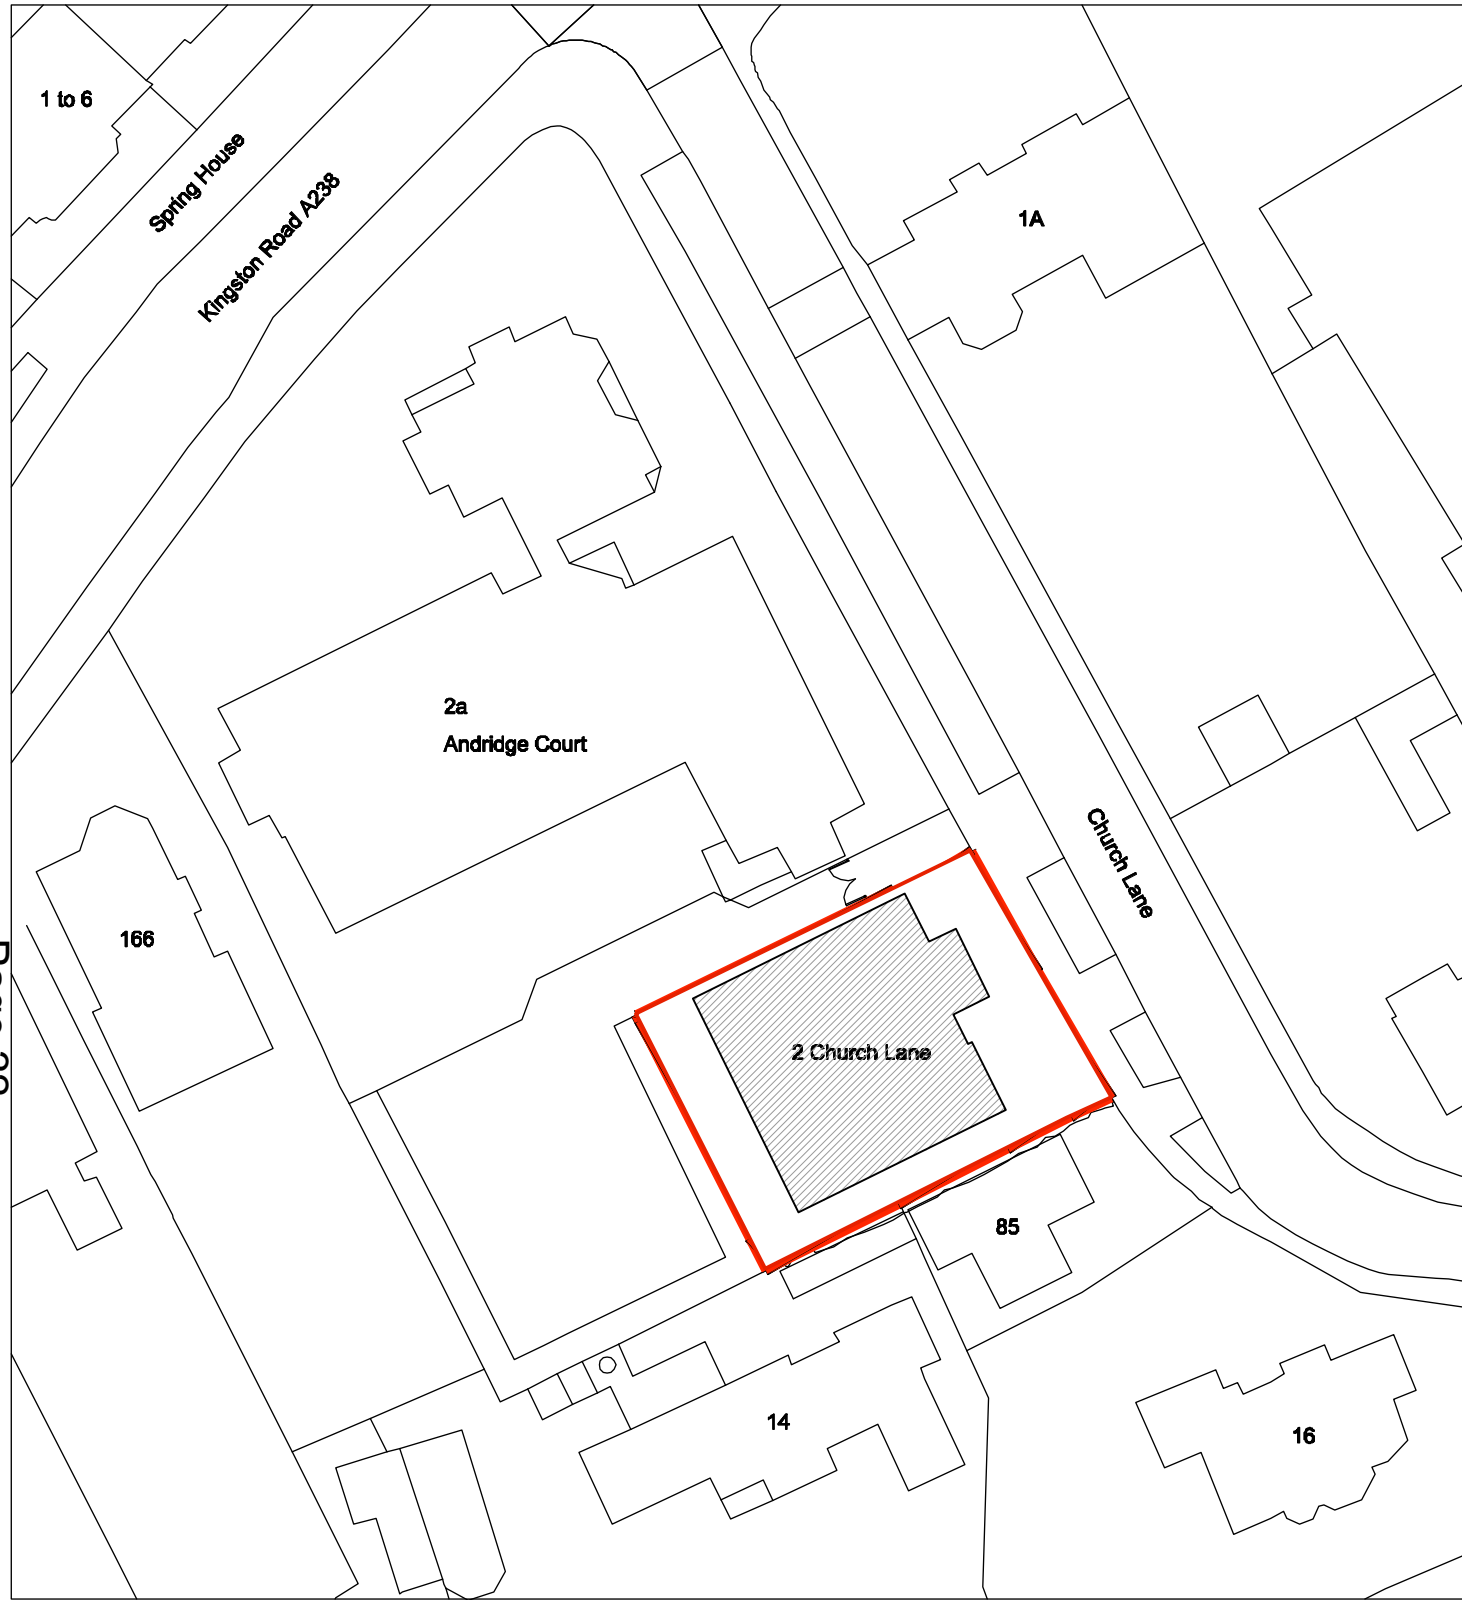 1 to 6
Spring House
Kingston Road A238
1A
2a
Andridge Court
Church Lane
166
2 Church Lane
85
14
16